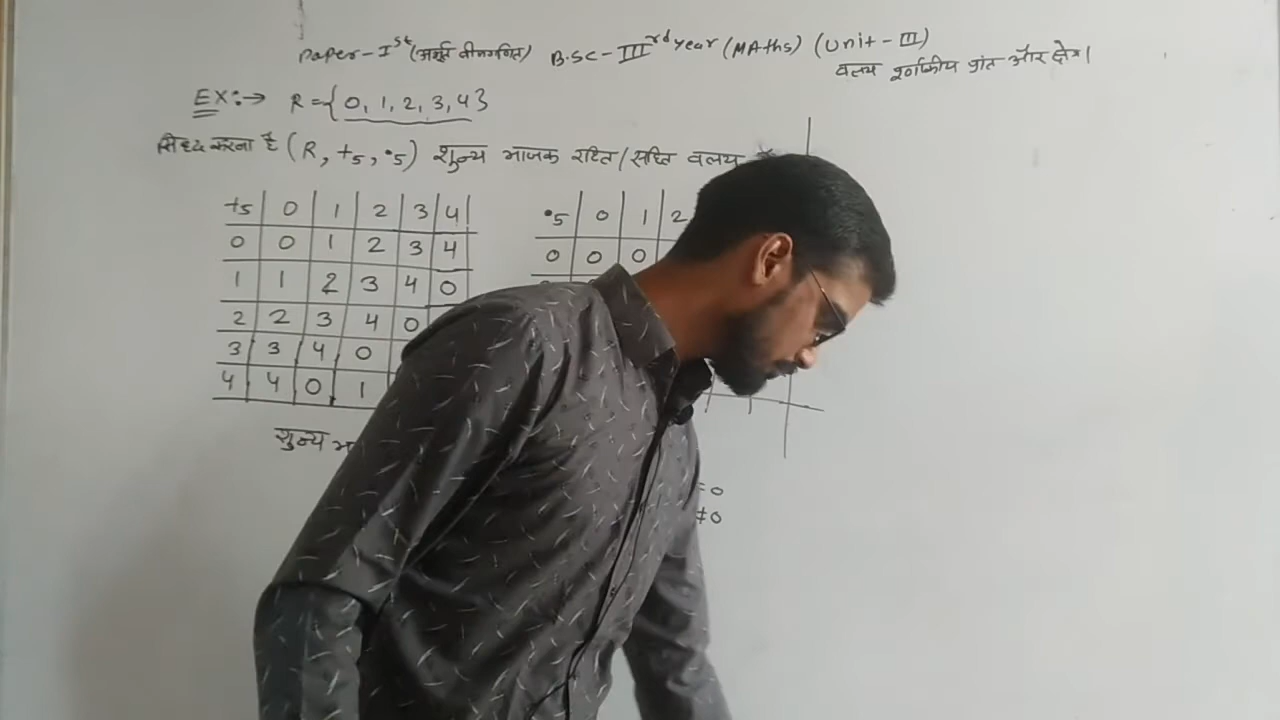 Paper-Ist (अमूर्त बीजगणित) B.SC-IIIrd year (MAths) (Unit-III)
वलय पूर्णाकीय प्रांत और क्षेत्र।
EX:→ R={0, 1, 2, 3, 4}
सिध्द करना है (R, +5, •5) शून्य भाजक रहित/सहित वलय
+5 0 1 2 3 4
0 0 1 2 3 4
1 1 2 3 4 0
2 2 3 4 0
3 3 4 0
4 4 0 1
•5 0 1 2
0 0 0
शून्य
=0
≠0